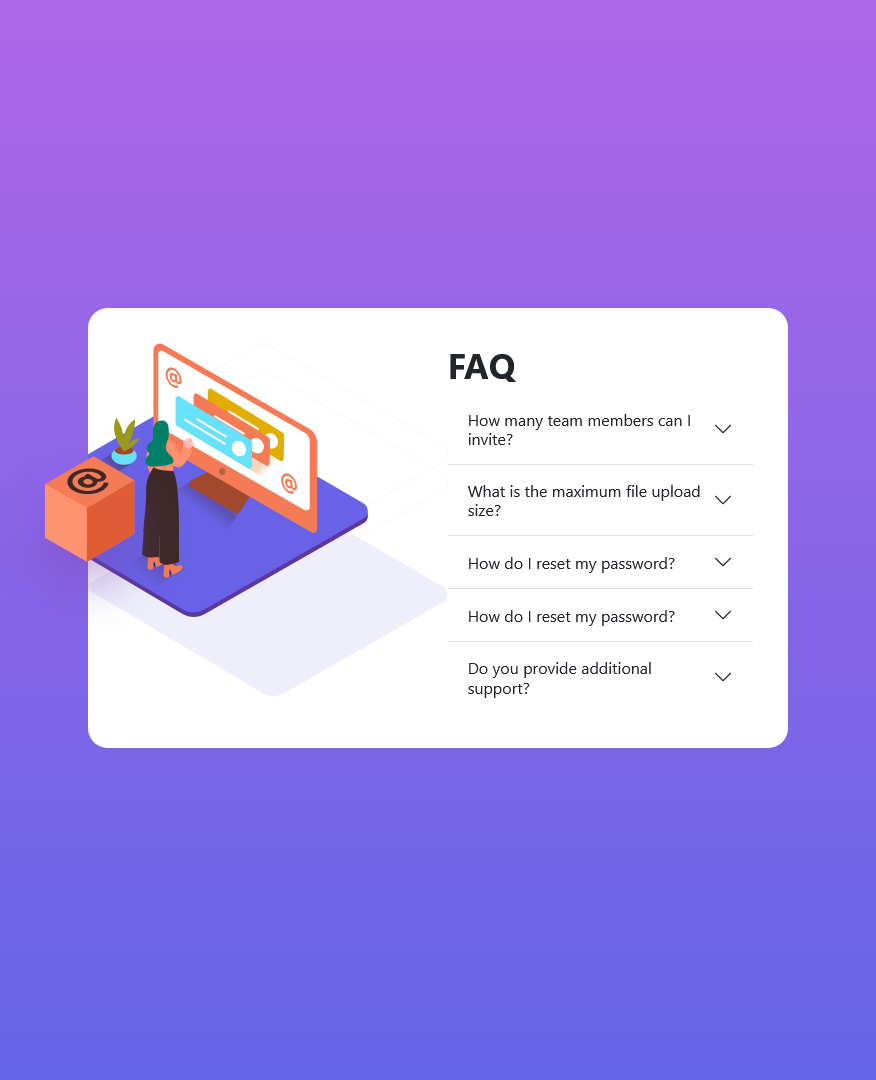 FAQ
How many team members can I
invite?
What is the maximum file upload
size?
How do I reset my password?
How do I reset my password?
Do you provide additional
support?
@
@
@